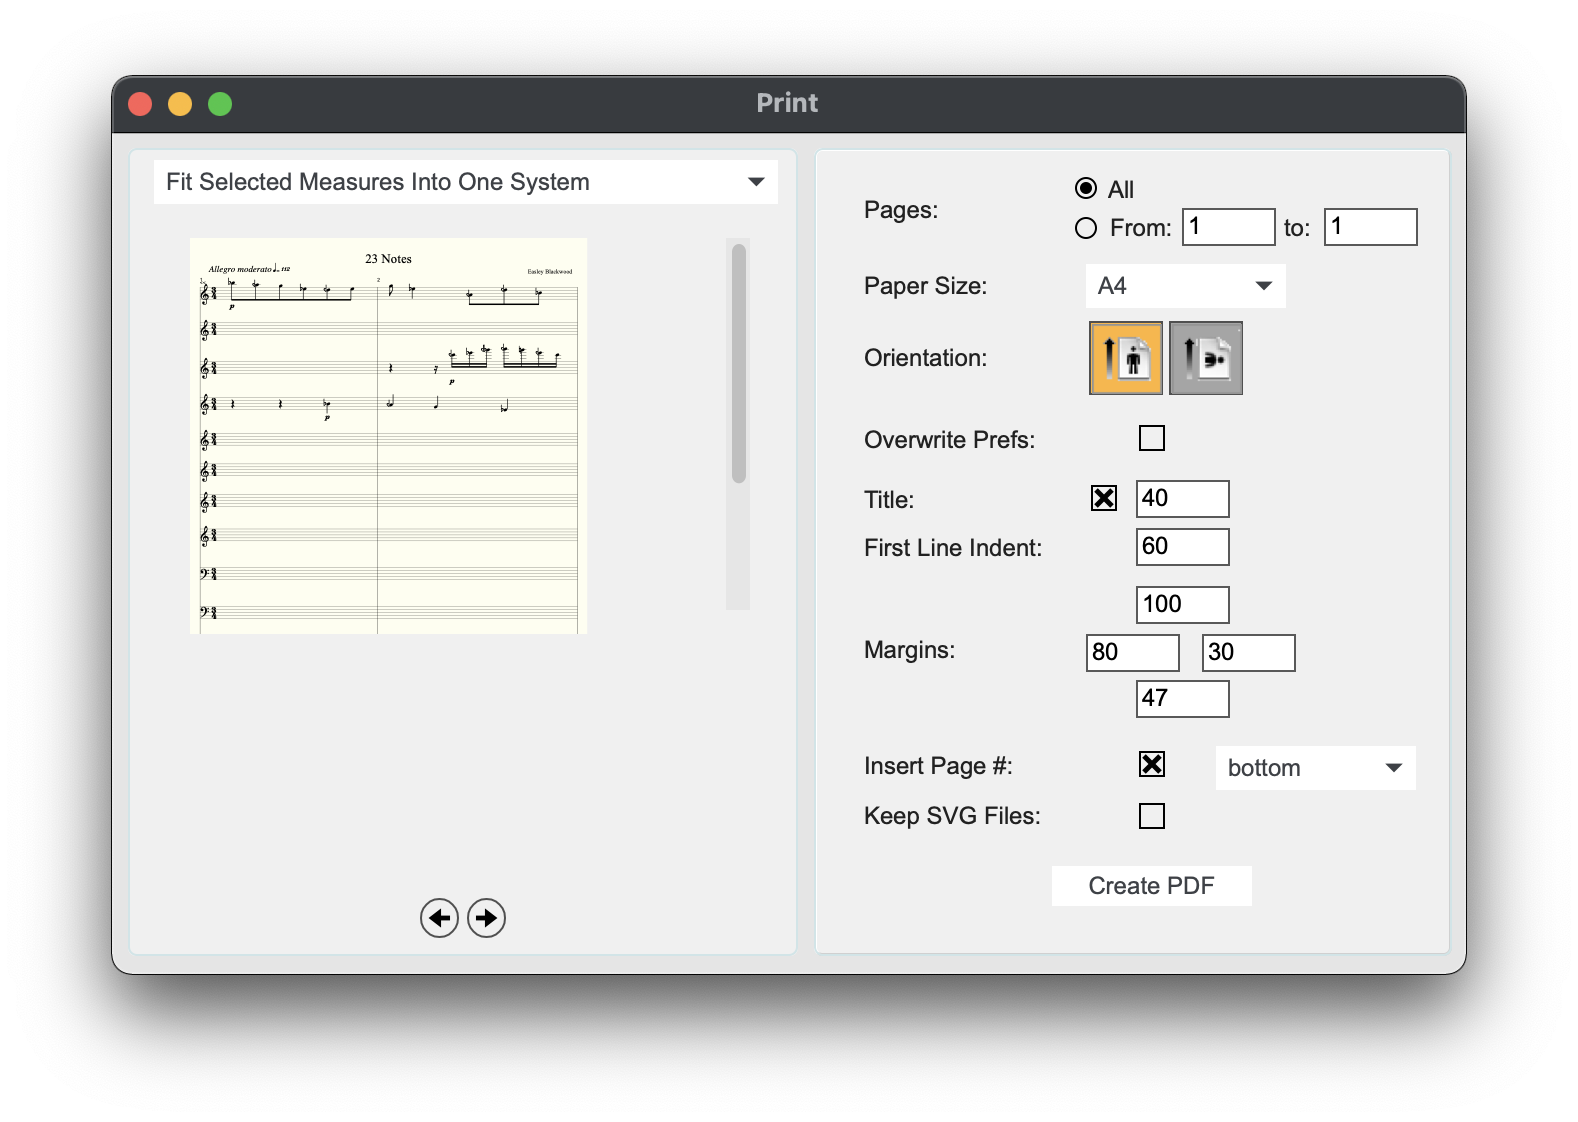 Print
Fit Selected Measures Into One System
23 Notes
Allegro moderato = 112
Easley Blackwood
1
2
p
p
p
Pages:
All
From: 1 to: 1
Paper Size: A4
Orientation:
Overwrite Prefs:
Title: 40
First Line Indent: 60
100
Margins: 80 30
47
Insert Page #: bottom
Keep SVG Files:
Create PDF